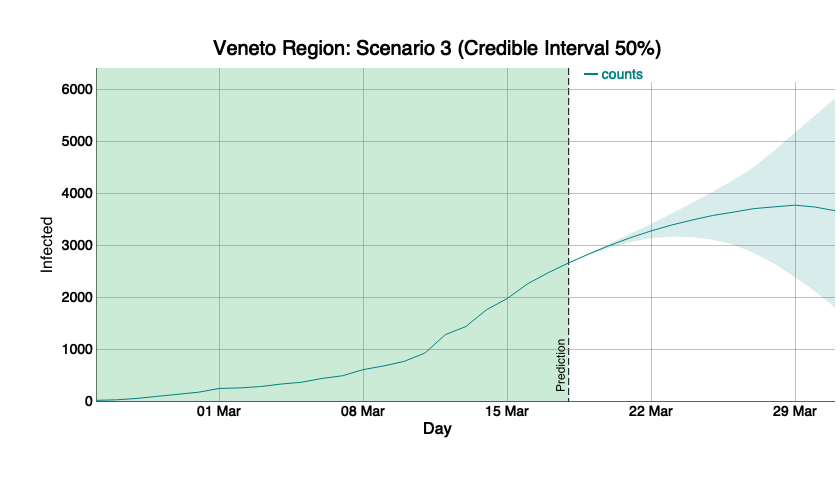 Veneto Region: Scenario 3 (Credible Interval 50%)
counts
6000
5000
4000
3000
2000
1000
0
Infected
Prediction
01 Mar
08 Mar
15 Mar
22 Mar
29 Mar
Day